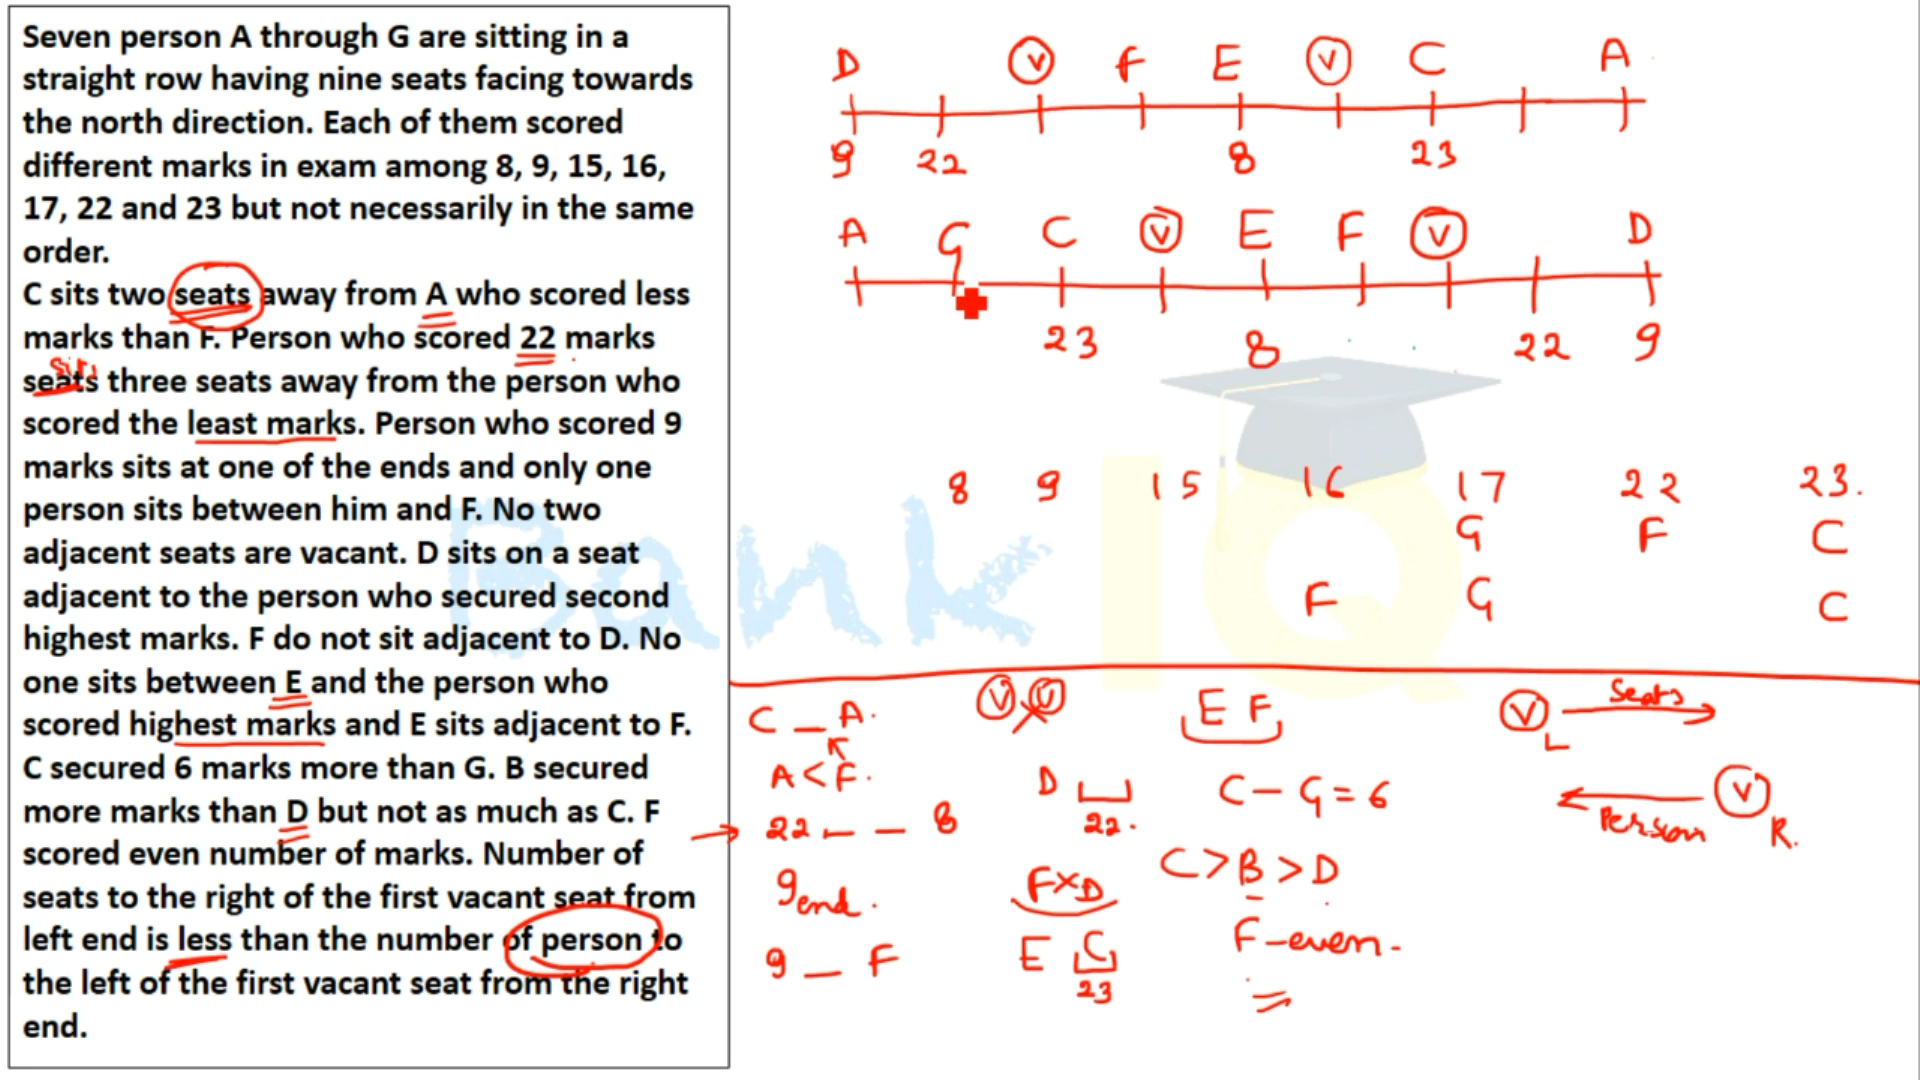 Seven person A through G are sitting in a
straight row having nine seats facing towards
the north direction. Each of them scored
different marks in exam among 8, 9, 15, 16,
17, 22 and 23 but not necessarily in the same
order.
C sits two seats away from A who scored less
marks than F. Person who scored 22 marks
sits
seats three seats away from the person who
scored the least marks. Person who scored 9
marks sits at one of the ends and only one
person sits between him and F. No two
adjacent seats are vacant. D sits on a seat
adjacent to the person who secured second
highest marks. F do not sit adjacent to D. No
one sits between E and the person who
scored highest marks and E sits adjacent to F.
C secured 6 marks more than G. B secured
more marks than D but not as much as C. F
scored even number of marks. Number of
seats to the right of the first vacant seat from
left end is less than the number of person to
the left of the first vacant seat from the right
end.
D V F E V C A
9 22 8 23
A G C V E F V D
23 8 22 9
8 9 15 16 17 22 23.
G F C
F G C
Bank IQ
C _ A. V V E F V L Seats
A < F. D C - G = 6 V R. Person
22 _ _ 8 22. C > B > D
9 end. F x D F - even.
9 _ F E C 23